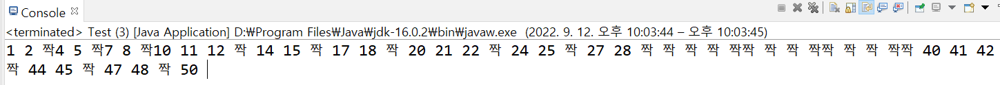 Console
<terminated> Test (3) [Java Application] D:₩Program Files₩Java₩jdk-16.0.2₩bin₩javaw.exe (2022. 9. 12. 오후 10:03:44 – 오후 10:03:45)
1 2 짝4 5 짝7 8 짝10 11 12 짝 14 15 짝 17 18 짝 20 21 22 짝 24 25 짝 27 28 짝 짝 짝 짝 짝짝 짝 짝 짝짝 짝 짝 짝짝 40 41 42
짝 44 45 짝 47 48 짝 50